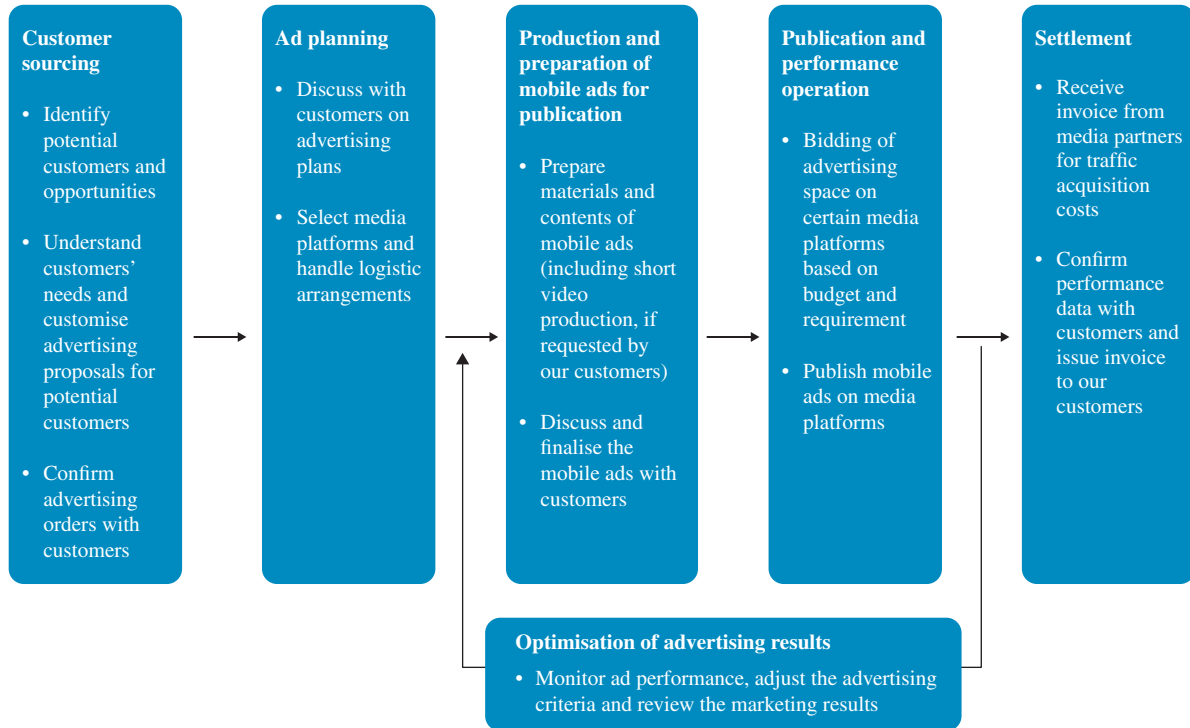 Customer
sourcing
• Identify
potential
customers and
opportunities
• Understand
customers’
needs and
customise
advertising
proposals for
potential
customers
• Confirm
advertising
orders with
customers
Ad planning
• Discuss with
customers on
advertising
plans
• Select media
platforms and
handle logistic
arrangements
Production and
preparation of
mobile ads for
publication
• Prepare
materials and
contents of
mobile ads
(including short
video
production, if
requested by
our customers)
• Discuss and
finalise the
mobile ads with
customers
Publication and
performance
operation
• Bidding of
advertising
space on
certain media
platforms
based on
budget and
requirement
• Publish mobile
ads on media
platforms
Settlement
• Receive
invoice from
media partners
for traffic
acquisition
costs
• Confirm
performance
data with
customers and
issue invoice
to our
customers
Optimisation of advertising results
• Monitor ad performance, adjust the advertising
criteria and review the marketing results